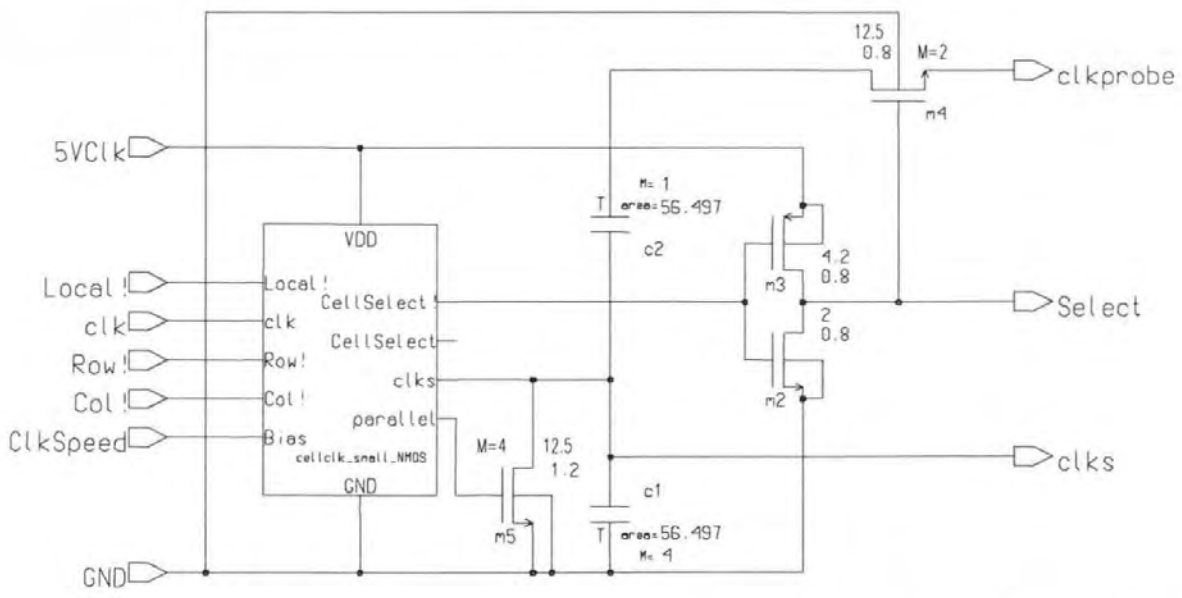 12.5
0.8
M=2
clkprobe
m4
5VClk
M= 1
T area=56.497
c2
VDD
4.2
0.8
m3
Local!
Local!
CellSelect!
Select
clk
clk
2
0.8
CellSelect
Row!
Row!
clks
m2
Col!
Col!
parallel
ClkSpeed
Bias
M=4
12.5
1.2
clks
cellclk_small_NMOS
GND
c1
m5
T area=56.497
M= 4
GND